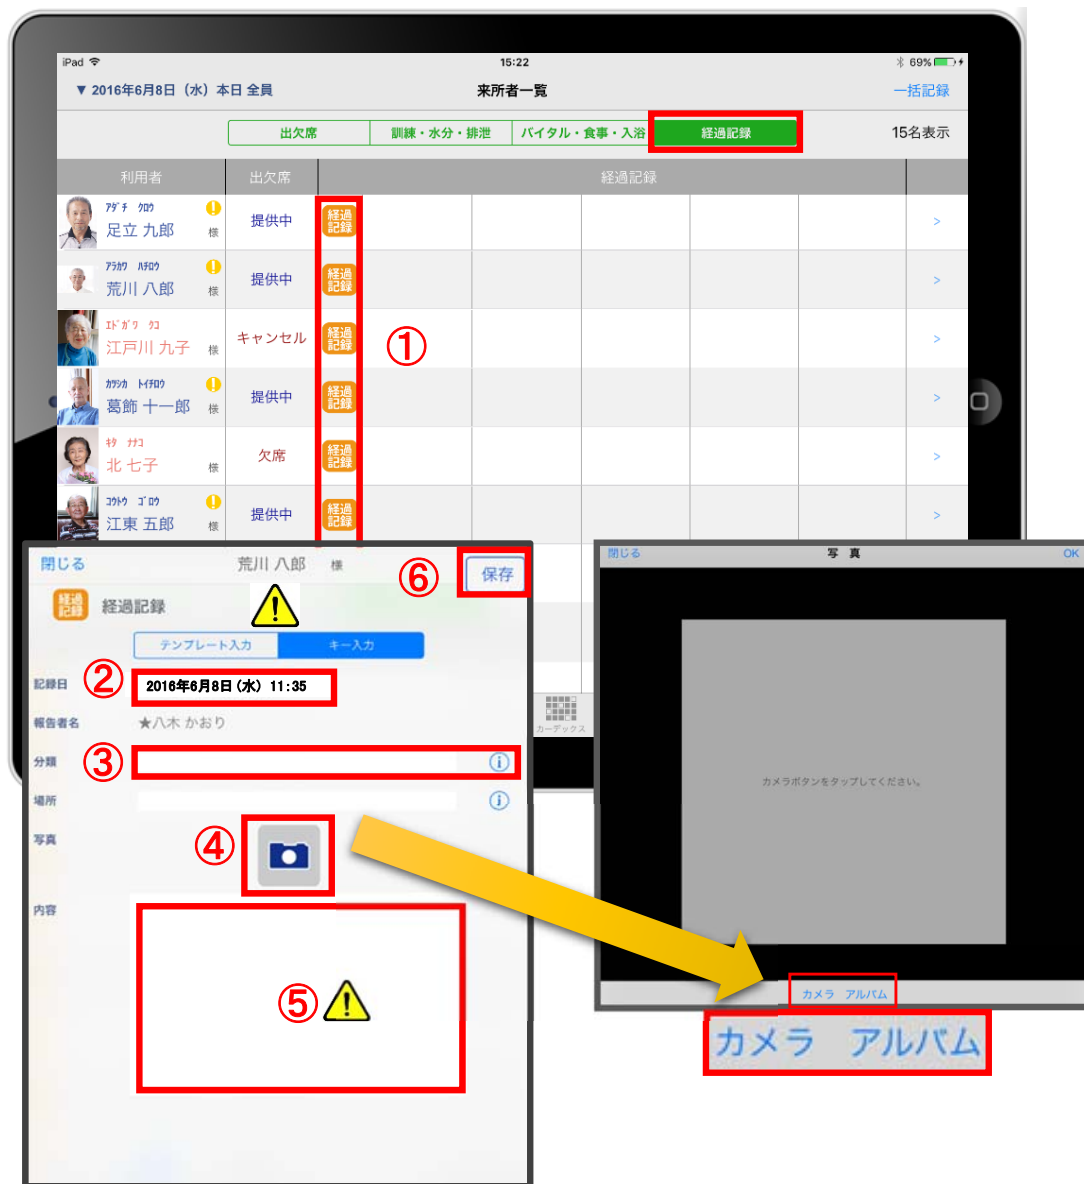 iPad 15:22 69%
▼ 2016年6月8日（水）本日 全員 来所者一覧 一括記録
出欠席 訓練・水分・排泄 バイタル・食事・入浴 経過記録 15名表示
利用者 出欠席 経過記録
ｱﾀﾞﾁ ｸﾛｳ
足立 九郎 様 提供中 経過記録 >
ｱﾗｶﾜ ﾊﾁﾛｳ
荒川 八郎 様 提供中 経過記録 >
ｴﾄﾞｶﾞﾜ ｸｺ
江戸川 九子 様 キャンセル 経過記録 ① >
ｶﾂｼｶ ﾄｲﾁﾛｳ
葛飾 十一郎 様 提供中 経過記録 >
ｷﾀ ﾅﾅｺ
北 七子 様 欠席 経過記録 >
ｺｳﾄｳ ｺﾞﾛｳ
江東 五郎 様 提供中 経過記録 >
閉じる 荒川 八郎 様 ⑥ 保存
経過記録 経過記録
テンプレート入力 キー入力
記録日 ② 2016年6月8日(水) 11:35
報告者名 ★八木 かおり
分類 ③
場所
写真 ④
内容
⑤
カーデックス
閉じる 写 真 OK
カメラボタンをタップしてください。
カメラ アルバム
カメラ アルバム